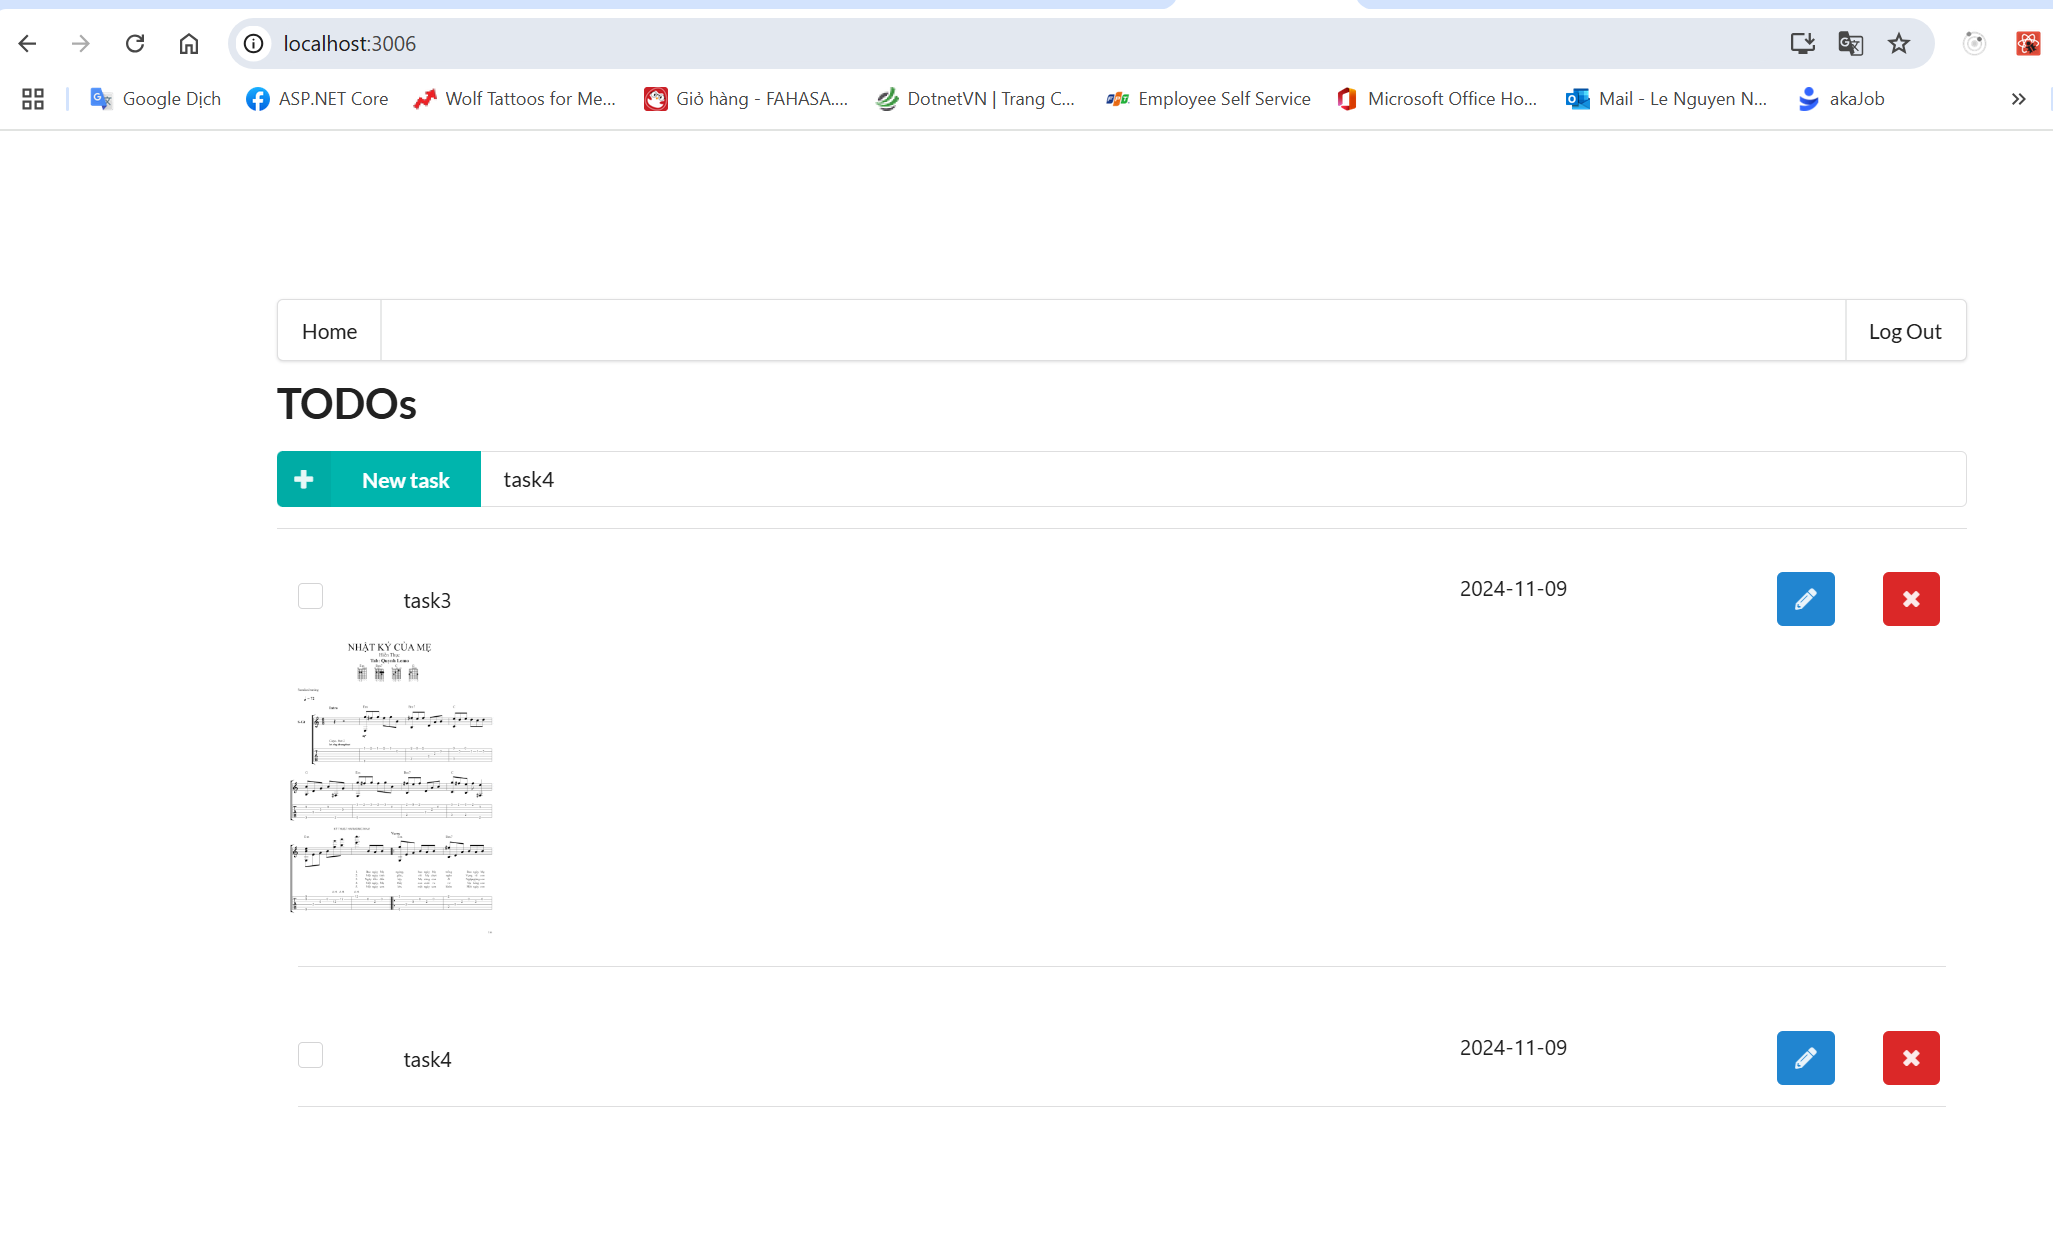 localhost:3006
Google Dịch
ASP.NET Core
Wolf Tattoos for Me...
Giỏ hàng - FAHASA....
DotnetVN | Trang C...
Employee Self Service
Microsoft Office Ho...
Mail - Le Nguyen N...
akaJob
Home
Log Out
TODOs
New task
task4
task3
2024-11-09
NHẬT KÝ CỦA MẸ
task4
2024-11-09